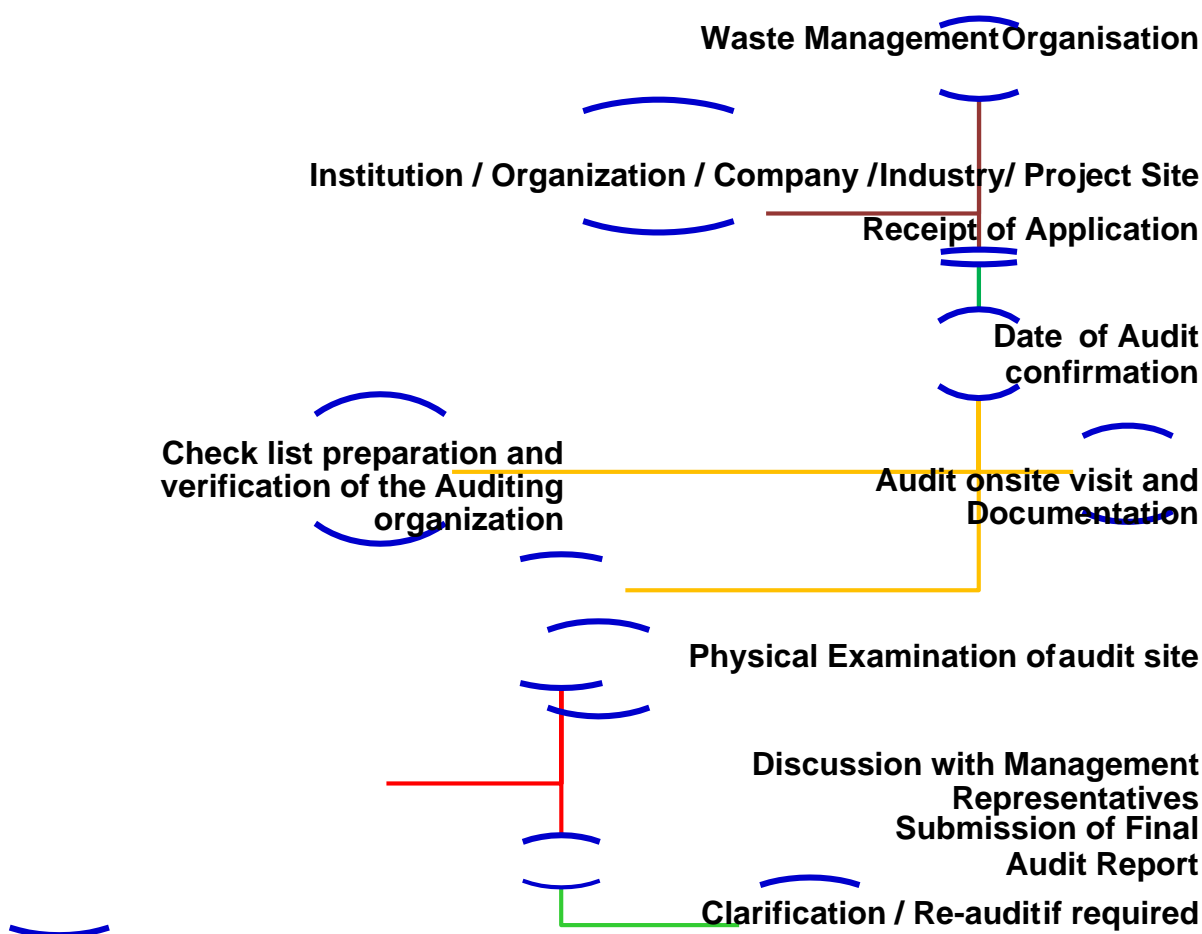 Waste Management Organisation
Institution / Organization / Company /Industry/ Project Site
Receipt of Application
Date of Audit
confirmation
Check list preparation and
verification of the Auditing
organization
Audit onsite visit and
Documentation
Physical Examination of audit site
Discussion with Management
Representatives
Submission of Final
Audit Report
Clarification / Re-audit if required